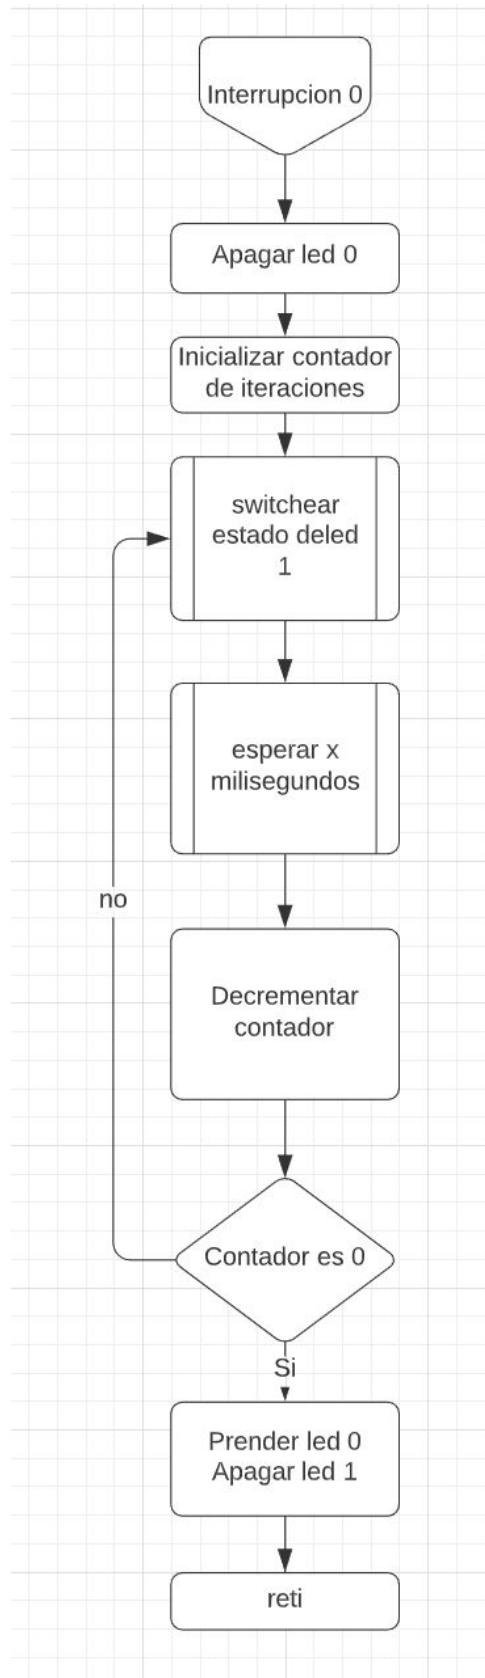 Interrupcion 0
Apagar led 0
Inicializar contador
de iteraciones
switchear
estado deled
1
esperar x
milisegundos
no
Decrementar
contador
Contador es 0
Si
Prender led 0
Apagar led 1
reti